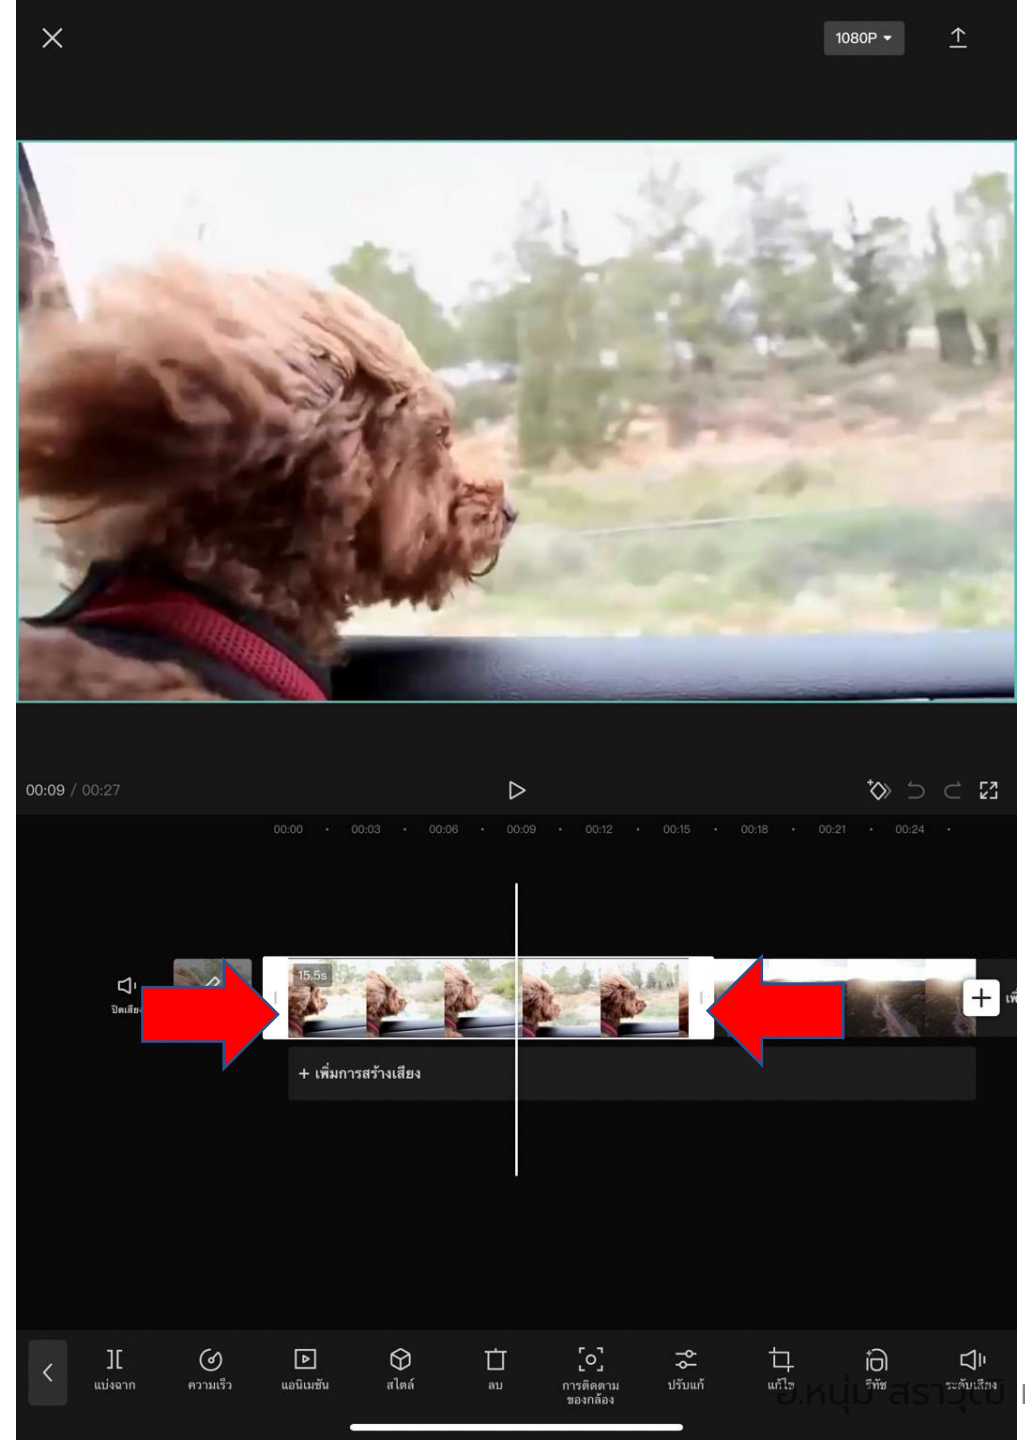 1080P
00:09 / 00:27
00:00 00:03 00:06 00:09 00:12 00:15 00:18 00:21 00:24
15.5s
+ เพิ่มการสร้างเสียง
แบ่งฉาก ความเร็ว แอนิเมชัน สไตล์ ลบ การติดตาม ปรับแก้ แก้ไข รีทัช ระดับเสียง
ของกล้อง
อ.หนุ่ม สราวุฒิ